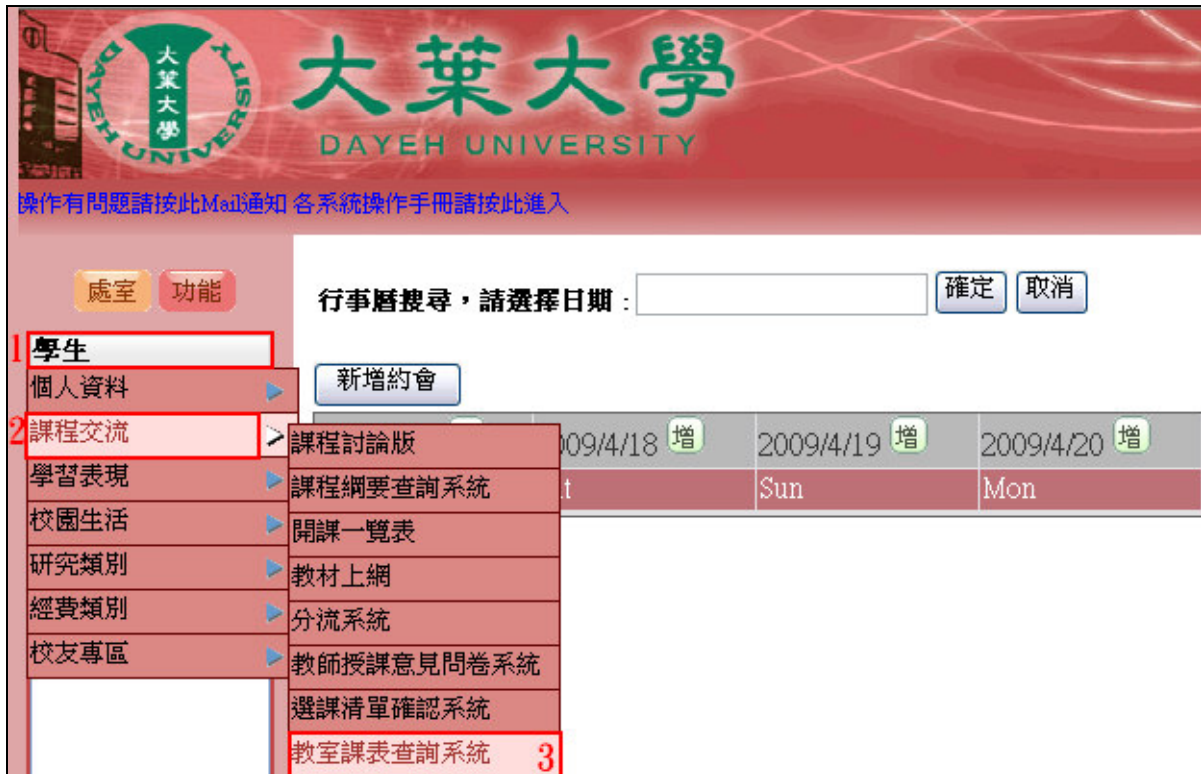 大葉大學
DAYEH UNIVERSITY
大葉大學
DAYEH UNIVERSITY
操作有問題請按此Mail通知 各系統操作手冊請按此進入
處室 功能
行事曆搜尋，請選擇日期：
確定 取消
1 學生
個人資料
新增約會
2 課程交流 >
009/4/18 增 2009/4/19 增 2009/4/20 增
t Sun Mon
課程討論版
學習表現
課程綱要查詢系統
校園生活
開課一覽表
研究類別
教材上網
經費類別
分流系統
校友專區
教師授課意見問卷系統
選課清單確認系統
教室課表查詢系統 3